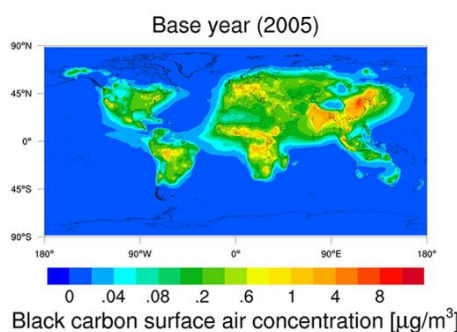 Base year (2005)
90°N
45°N
0°
45°S
90°S
180° 90°W 0° 90°E 180°
0 .04 .08 .2 .6 1 4 8
Black carbon surface air concentration [µg/m³]